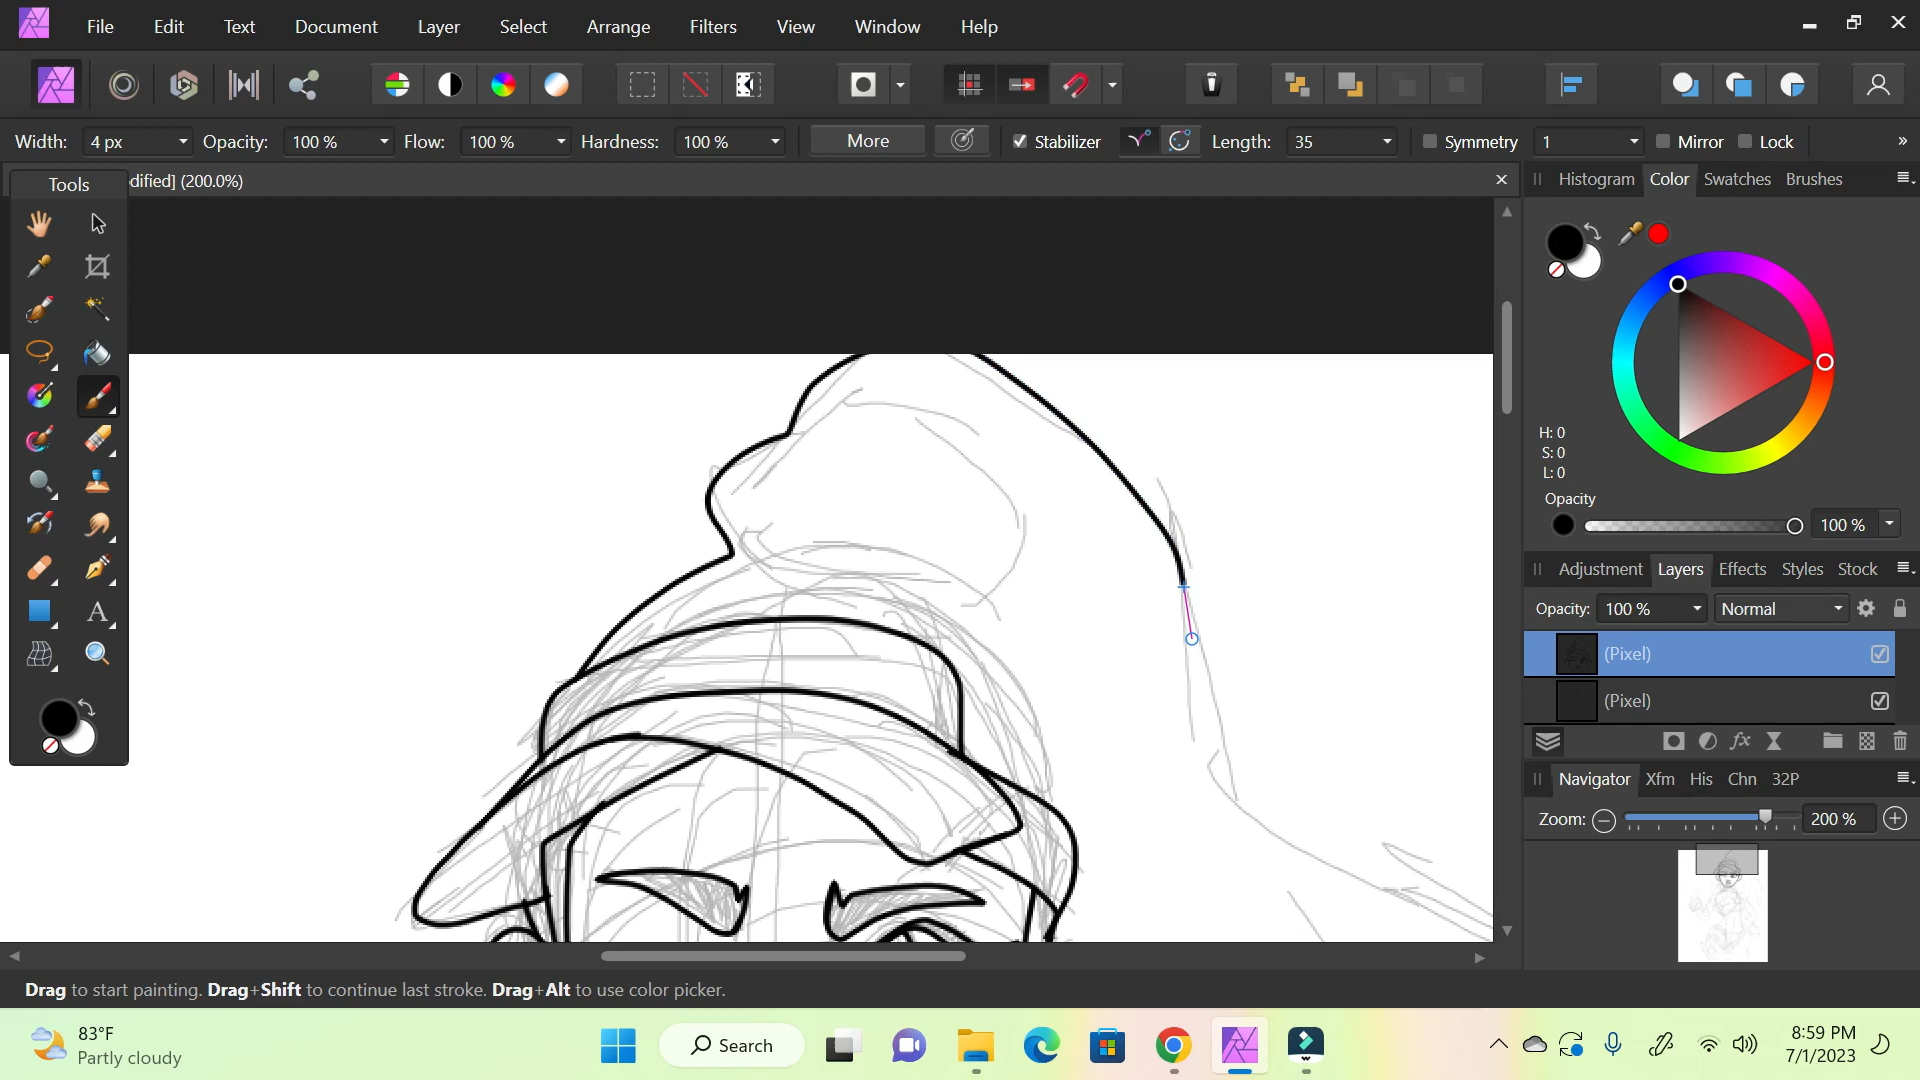 File Edit Text Document Layer Select Arrange Filters View Window Help
Width: 4 px Opacity: 100 % Flow: 100 % Hardness: 100 % More Stabilizer Length: 35 Symmetry 1 Mirror Lock »
Tools
dified] (200.0%)
Histogram Color Swatches Brushes
H: 0
S: 0
L: 0
Opacity
100 %
Adjustment Layers Effects Styles Stock
Opacity: 100 % Normal
(Pixel)
(Pixel)
Navigator Xfm His Chn 32P
Zoom: 200 %
Drag to start painting. Drag+Shift to continue last stroke. Drag+Alt to use color picker.
83°F
Partly cloudy
Search
8:59 PM
7/1/2023